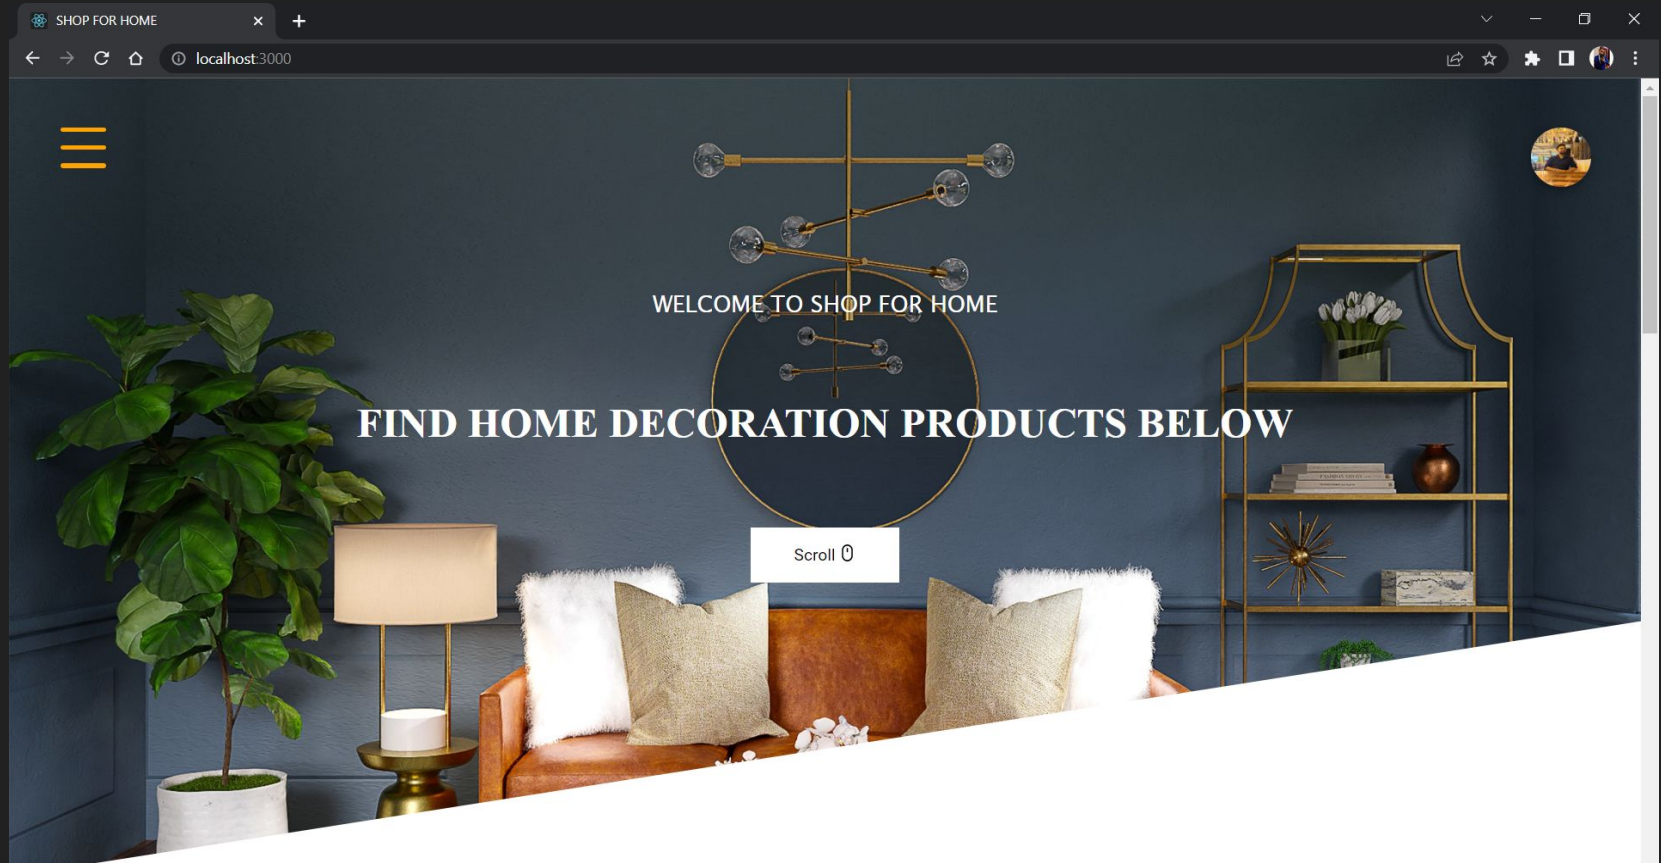 SHOP FOR HOME
localhost:3000
WELCOME TO SHOP FOR HOME
FIND HOME DECORATION PRODUCTS BELOW
Scroll